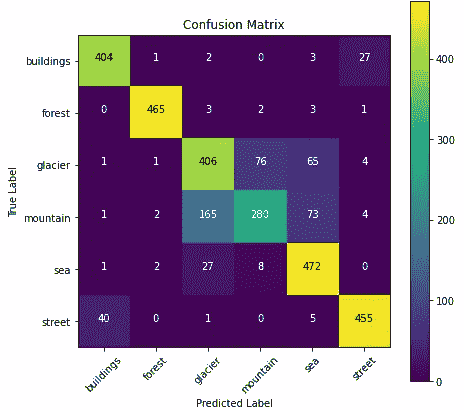 Confusion Matrix
buildings 404 1 2 0 3 27
forest 0 465 3 2 3 1
glacier 1 1 406 76 65 4
mountain 1 2 165 280 73 4
sea 1 2 27 8 472 0
street 40 0 1 0 5 455
buildings forest glacier mountain sea street
True Label
Predicted Label
400
300
200
100
0